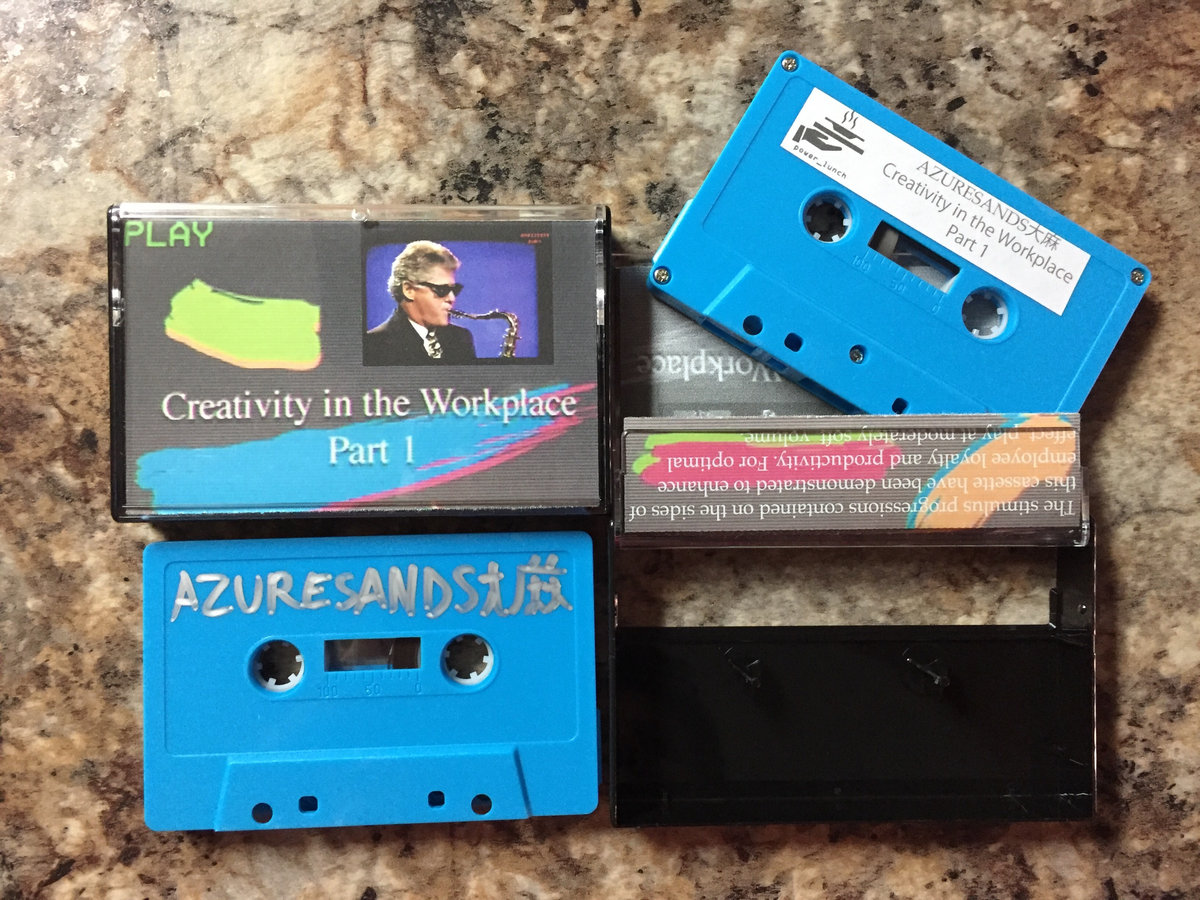 PLAY
Creativity in the Workplace
Part 1
AZURESANDS大麻
100 50 0
power_lunch
AZURESANDS大麻
Creativity in the Workplace
Part 1
100 50 0
Workplace
The stimulus progressions contained on the sides of
this cassette have been demonstrated to enhance
employee loyalty and productivity. For optimal
effect, play at moderately soft volume.